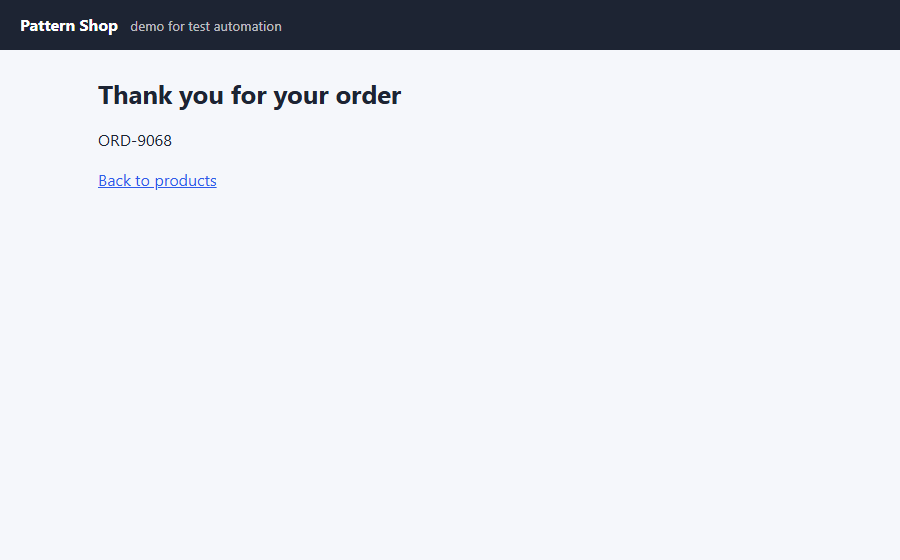 Pattern Shop demo for test automation
Thank you for your order
ORD-9068
Back to products